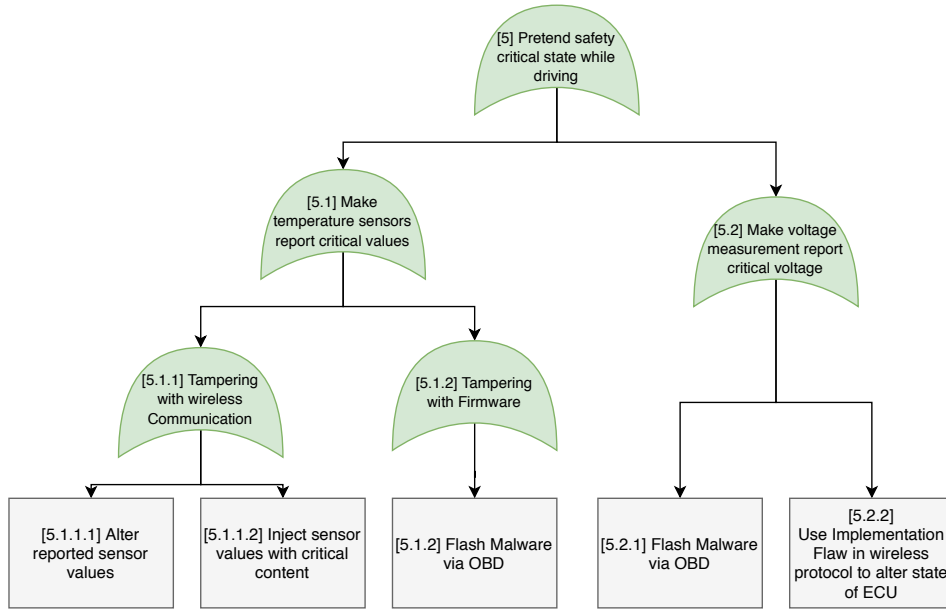 [5] Pretend safety
critical state while
driving
[5.1] Make
temperature sensors
report critical values
[5.2] Make voltage
measurement report
critical voltage
[5.1.1] Tampering
with wireless
Communication
[5.1.2] Tampering
with Firmware
[5.1.1.1] Alter
reported sensor
values
[5.1.1.2] Inject sensor
values with critical
content
[5.1.2] Flash Malware
via OBD
[5.2.1] Flash Malware
via OBD
[5.2.2]
Use Implementation
Flaw in wireless
protocol to alter state
of ECU